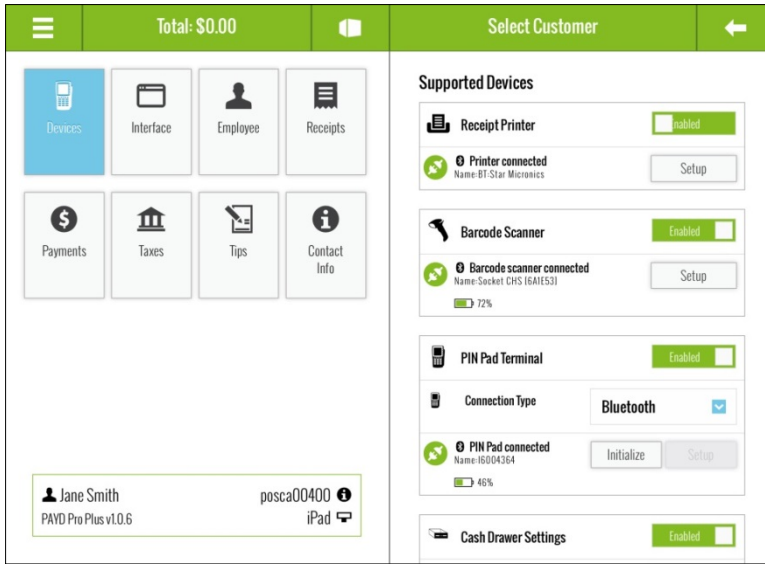 Total: $0.00
Select Customer
Devices
Interface
Employee
Receipts
Payments
Taxes
Tips
Contact
Info
Jane Smith
posca00400
PAYD Pro Plus v1.0.6
iPad
Supported Devices
Receipt Printer
nabled
Printer connected
Name:BT:Star Micronics
Setup
Barcode Scanner
Enabled
Barcode scanner connected
Name:Socket CHS [6A1E53]
Setup
72%
PIN Pad Terminal
Enabled
Connection Type
Bluetooth
PIN Pad connected
Name:16004364
Initialize
Setup
46%
Cash Drawer Settings
Enabled